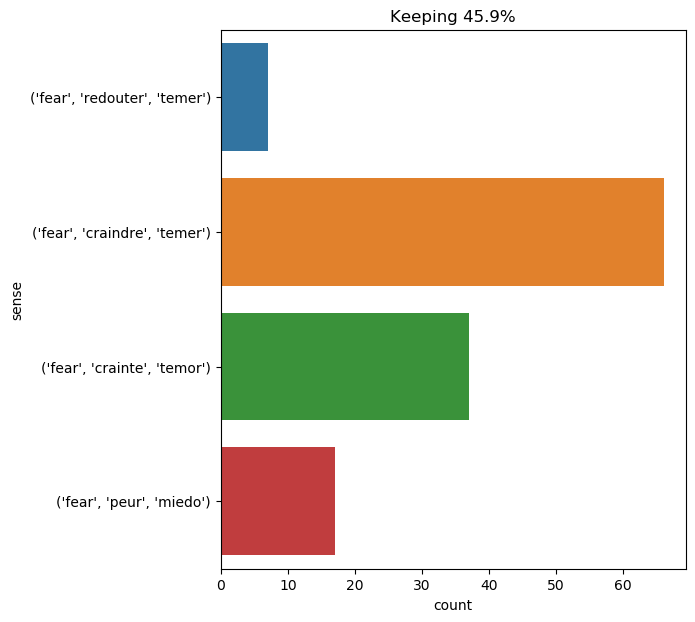 Keeping 45.9%
('fear', 'redouter', 'temer')
('fear', 'craindre', 'temer')
sense
('fear', 'crainte', 'temor')
('fear', 'peur', 'miedo')
0 10 20 30 40 50 60
count